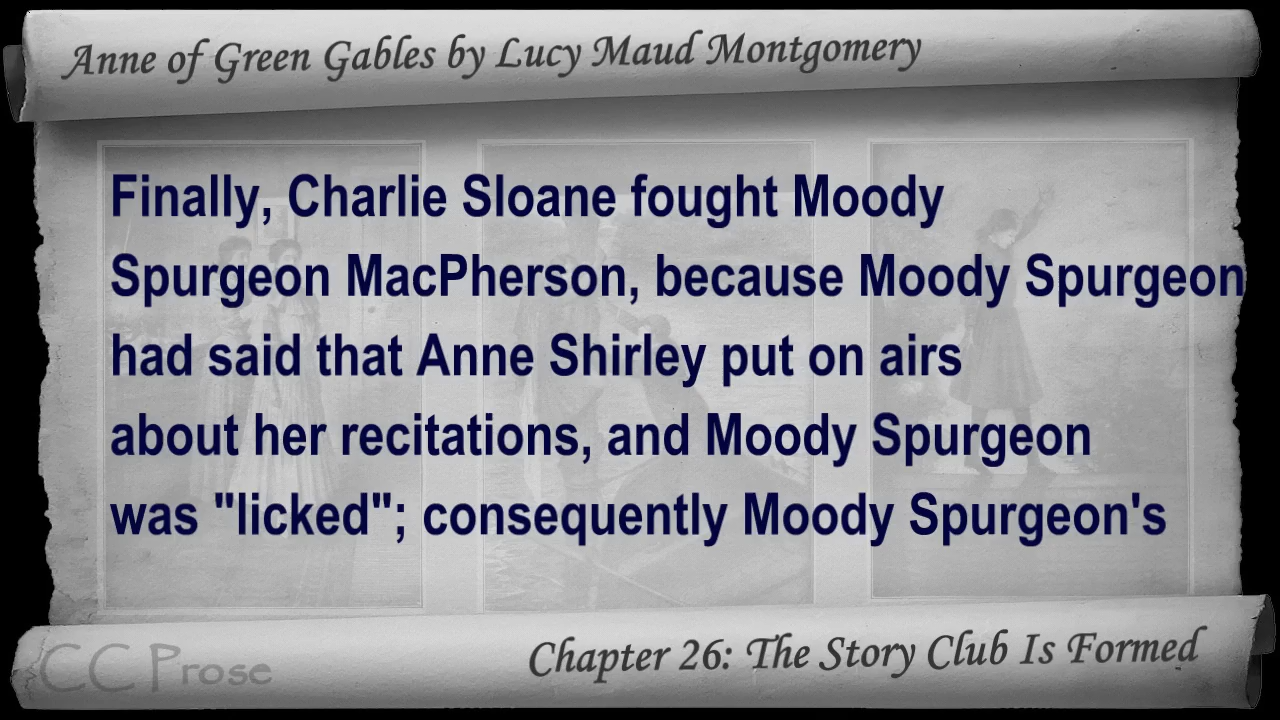 Anne of Green Gables by Lucy Maud Montgomery
Finally, Charlie Sloane fought Moody
Spurgeon MacPherson, because Moody Spurgeon
had said that Anne Shirley put on airs
about her recitations, and Moody Spurgeon
was "licked"; consequently Moody Spurgeon's
Chapter 26: The Story Club Is Formed
CC Prose